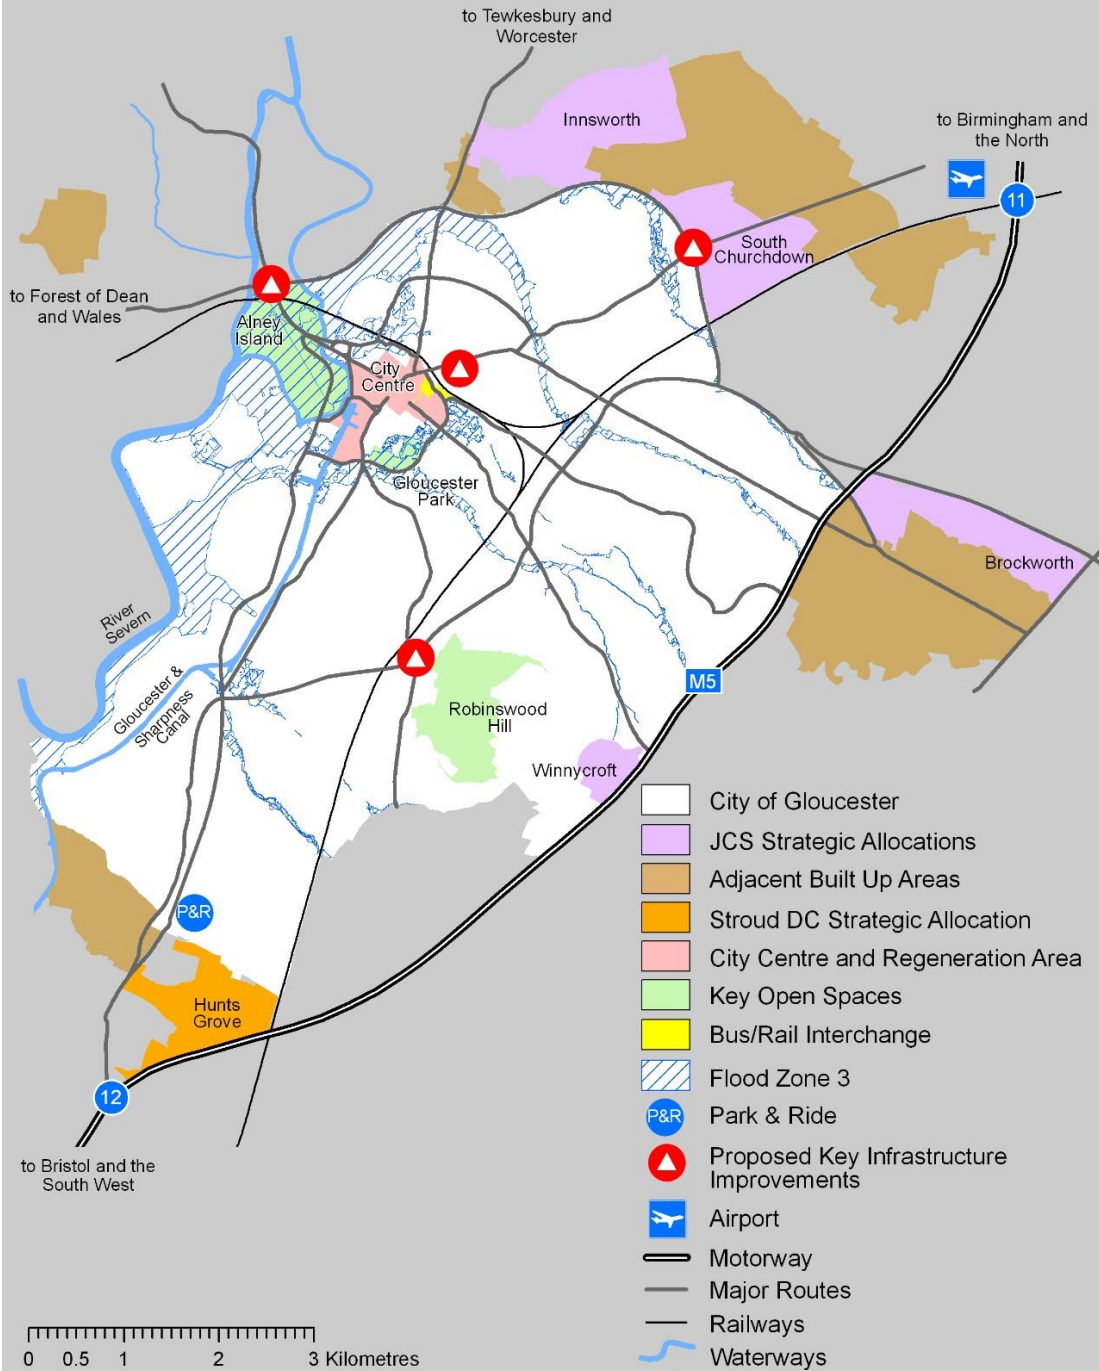 to Tewkesbury and
Worcester
Innsworth
to Birmingham and
the North
11
South
Churchdown
to Forest of Dean
and Wales
Alney
Island
City
Centre
Gloucester
Park
Brockworth
River
Severn
M5
Gloucester &
Sharpness
Canal
Robinswood
Hill
Winnycroft
P&R
Hunts
Grove
12
to Bristol and the
South West
City of Gloucester
JCS Strategic Allocations
Adjacent Built Up Areas
Stroud DC Strategic Allocation
City Centre and Regeneration Area
Key Open Spaces
Bus/Rail Interchange
Flood Zone 3
P&R Park & Ride
Proposed Key Infrastructure
Improvements
Airport
Motorway
Major Routes
Railways
Waterways
0 0.5 1 2 3 Kilometres